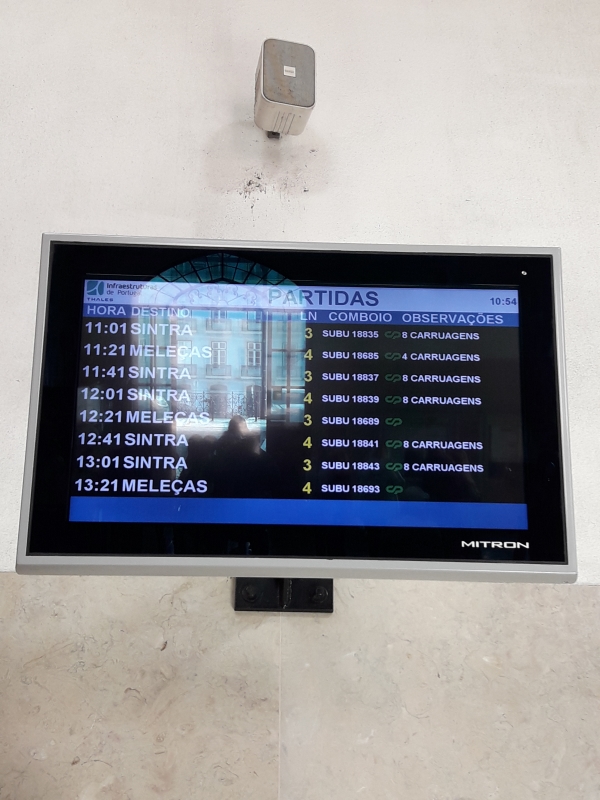 Infraestrutu
de Portug
THALES
PARTIDAS
10:54
HORA DESTINO LN COMBOIO OBSERVAÇÕES
11:01 SINTRA 3 SUBU 18835 8 CARRUAGENS
11:21 MELEÇAS 4 SUBU 18685 4 CARRUAGENS
11:41 SINTRA 3 SUBU 18837 8 CARRUAGENS
12:01 SINTRA 4 SUBU 18839 8 CARRUAGENS
12:21 MELEÇAS 3 SUBU 18689
12:41 SINTRA 4 SUBU 18841 8 CARRUAGENS
13:01 SINTRA 3 SUBU 18843 8 CARRUAGENS
13:21 MELEÇAS 4 SUBU 18693
MITRON